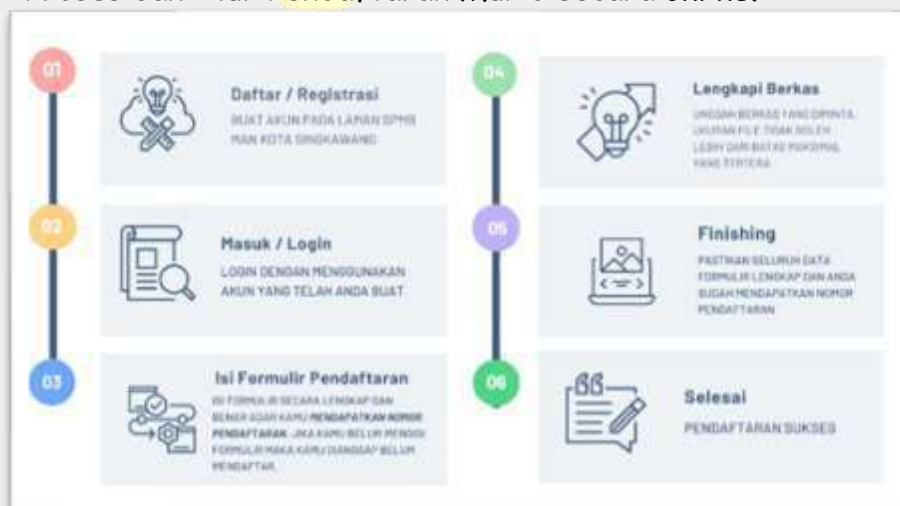 01
Daftar / Registrasi
BUAT AKUN PADA LAMAN SPMB
MAN KOTA SINGKAWANG
02
Masuk / Login
LOGIN DENGAN MENGGUNAKAN
AKUN YANG TELAH ANDA BUAT
03
Isi Formulir Pendaftaran
ISI FORMULIR SECARA LENGKAP DAN
BENER AGAR KAMU MENDAPATKAN NOMOR
PENDAFTARAN. JIKA KAMU BELUM MENGISI
FORMULIR MAKA KAMU DIANGGAP BELUM
MENDAFTAR.
04
Lengkapi Berkas
UNGGAH BERKAS YANG DIMINTA.
UKURAN FILE TIDAK BOLEH
LEBIH DARI BATAS MAKSIMAL
YANG TERTERA
05
Finishing
PASTIKAN SELURUH DATA
FORMULIR LENGKAP DAN ANDA
SUDAH MENDAPATKAN NOMOR
PENDAFTARAN
06
Selesai
PENDAFTARAN SUKSES